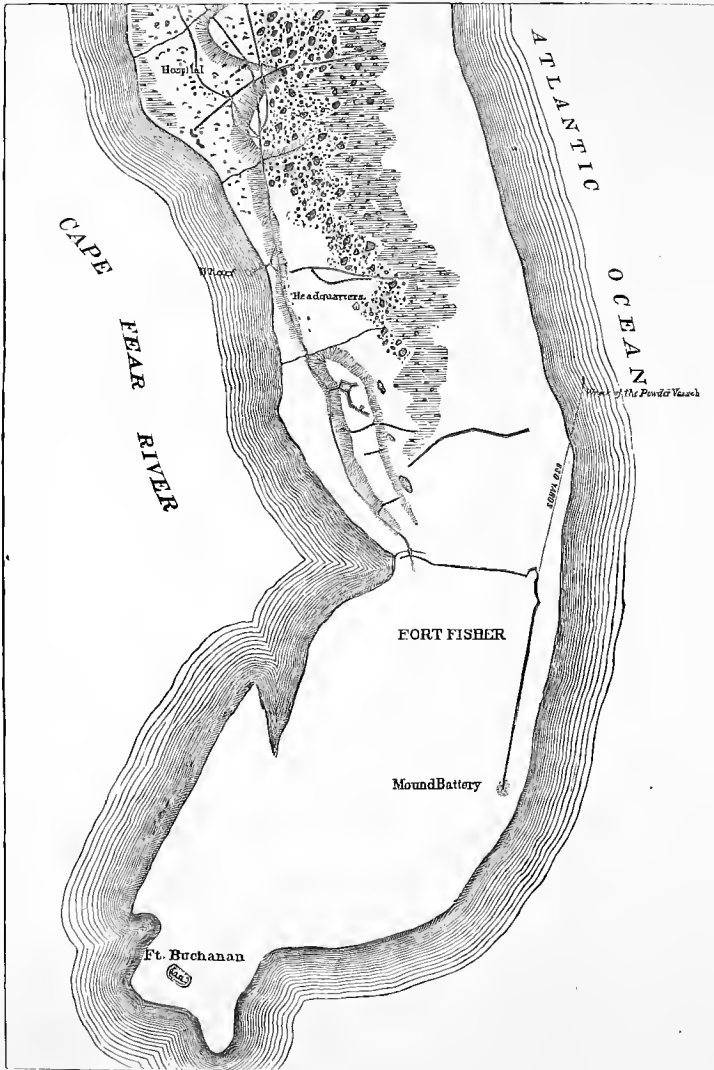 Hospital
ATLANTIC OCEAN
CAPE FEAR RIVER
Wharf
Headquarters
Wreck of the Powder Vessel
830 YARDS
FORT FISHER
Mound Battery
Ft. Buchanan